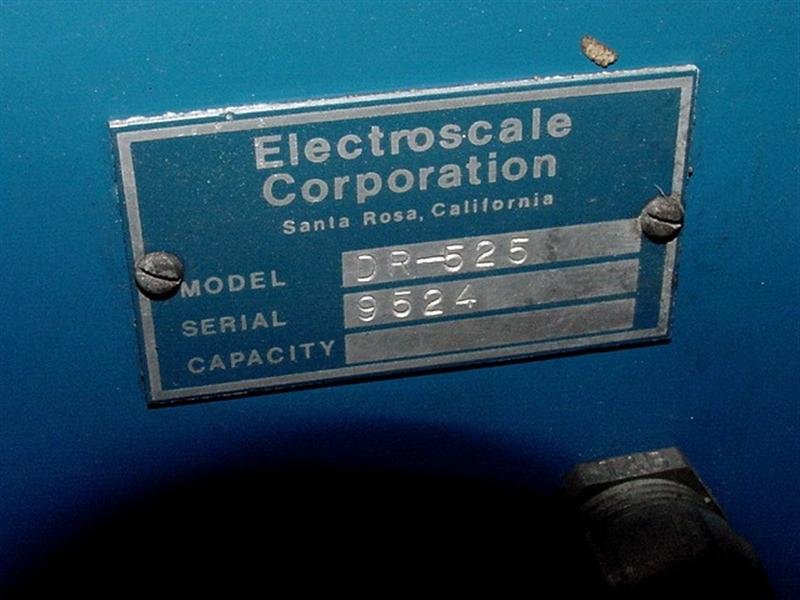 Electroscale
Corporation
Santa Rosa, California
MODEL DR-525
SERIAL 9524
CAPACITY